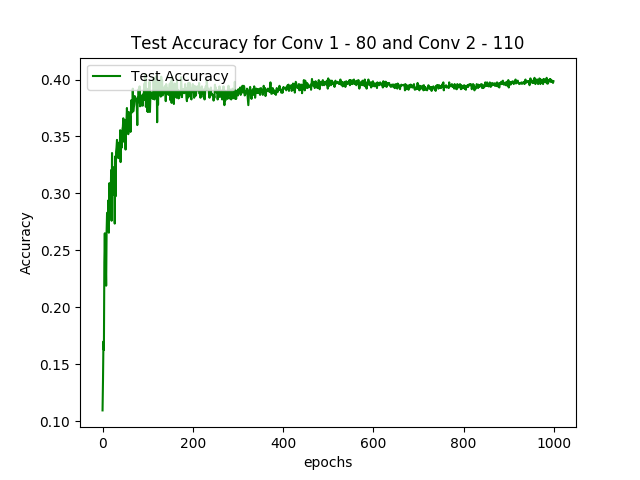 Test Accuracy for Conv 1 - 80 and Conv 2 - 110
Test Accuracy
0.40
0.35
0.30
0.25
0.20
0.15
0.10
Accuracy
0 200 400 600 800 1000
epochs